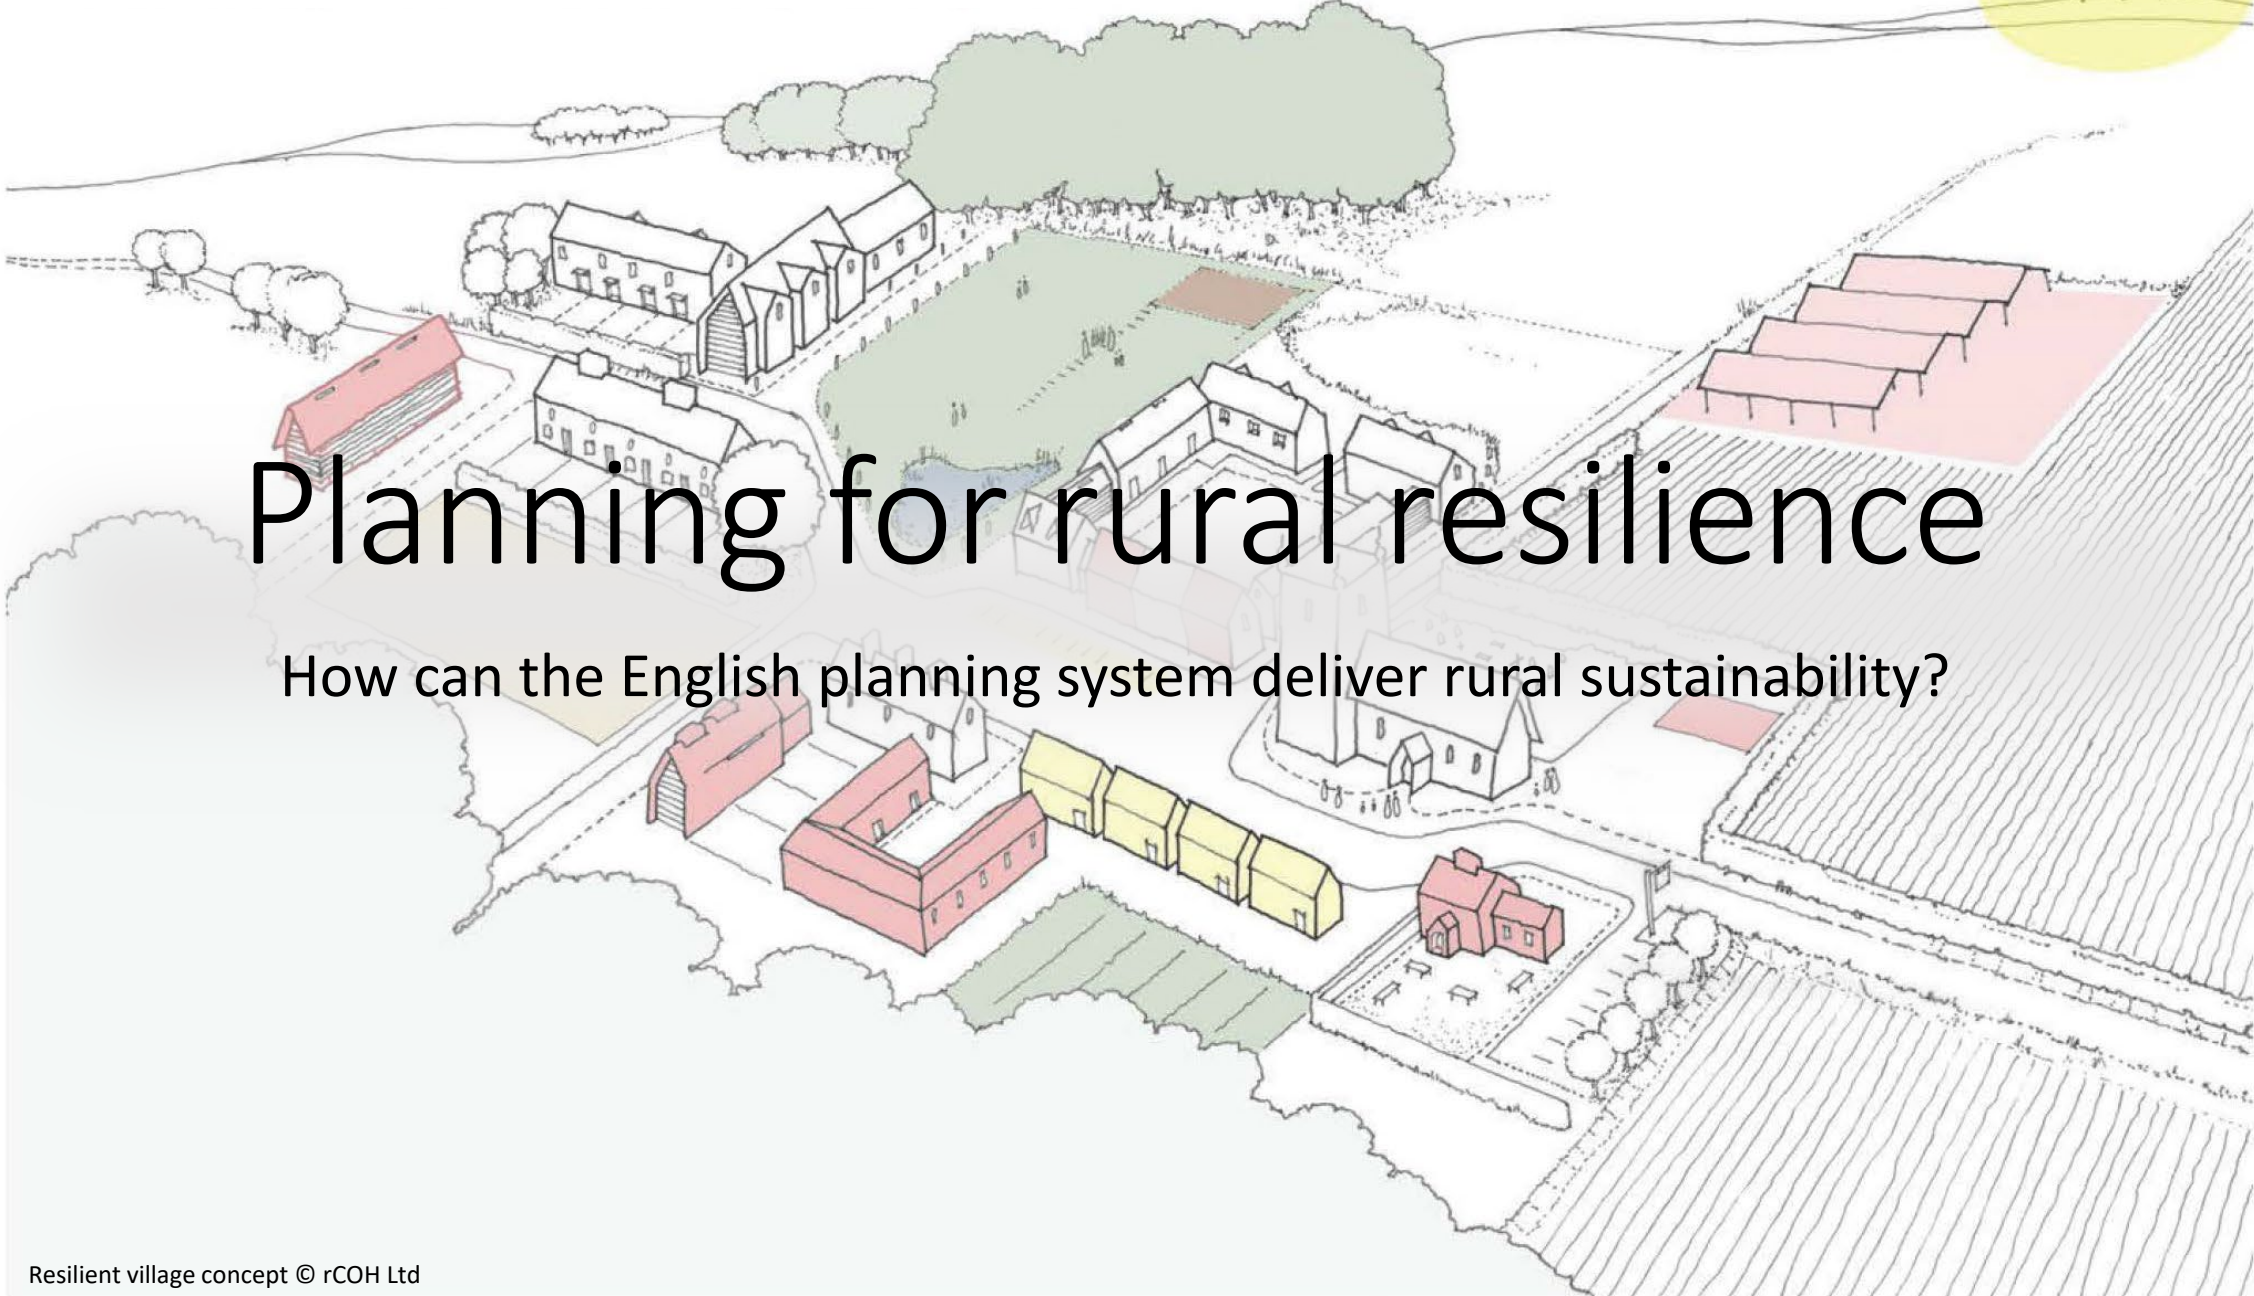 Planning for rural resilience
How can the English planning system deliver rural sustainability?
Resilient village concept © rCOH Ltd